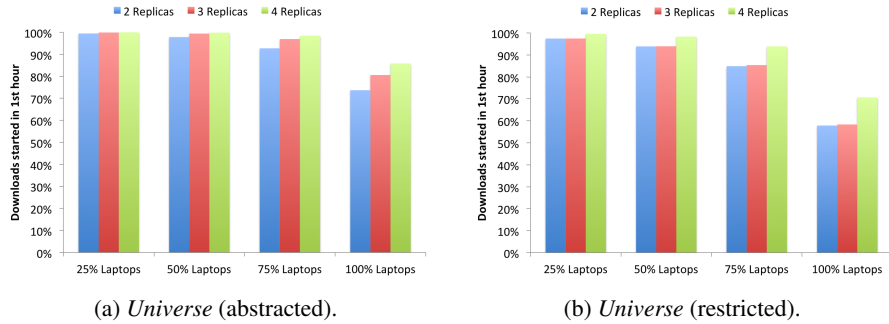 2 Replicas 3 Replicas 4 Replicas
Downloads started in 1st hour
100%
90%
80%
70%
60%
50%
40%
30%
20%
10%
0%
25% Laptops 50% Laptops 75% Laptops 100% Laptops
(a) Universe (abstracted).
2 Replicas 3 Replicas 4 Replicas
Downloads started in 1st hour
100%
90%
80%
70%
60%
50%
40%
30%
20%
10%
0%
25% Laptops 50% Laptops 75% Laptops 100% Laptops
(b) Universe (restricted).